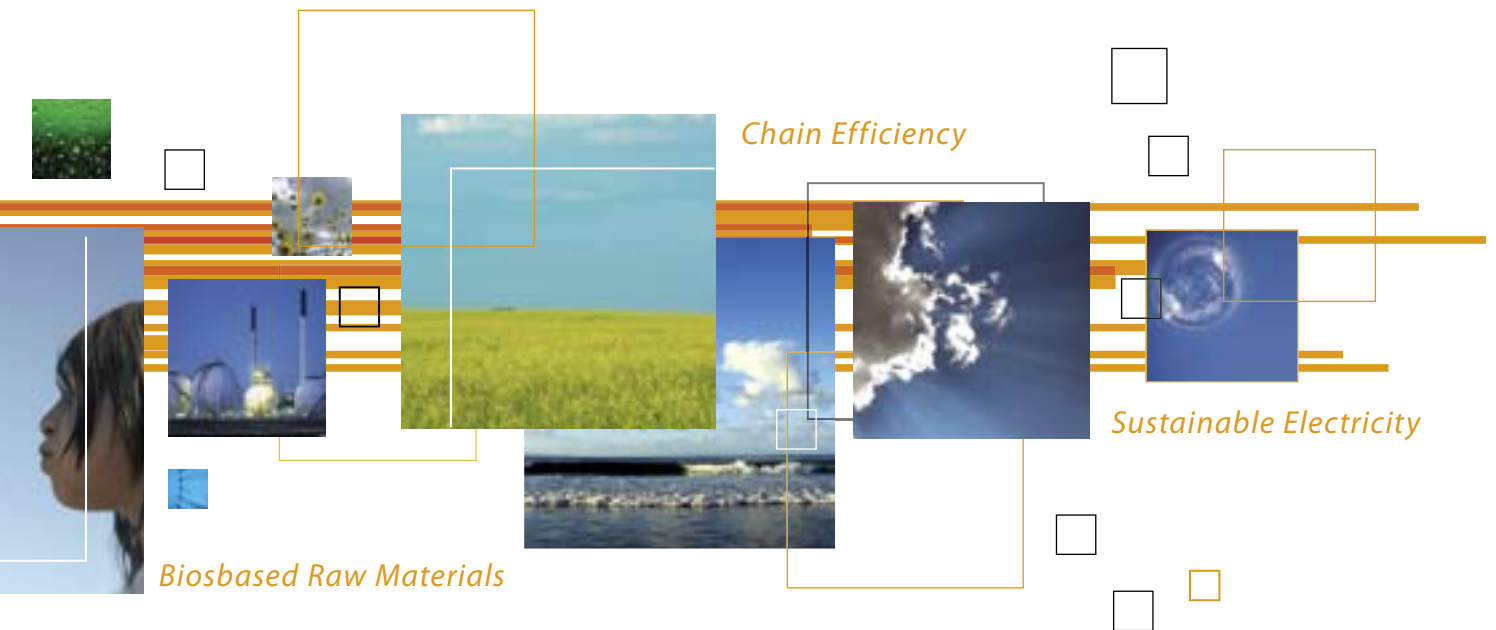 Chain Efficiency
Sustainable Electricity
Biosbased Raw Materials